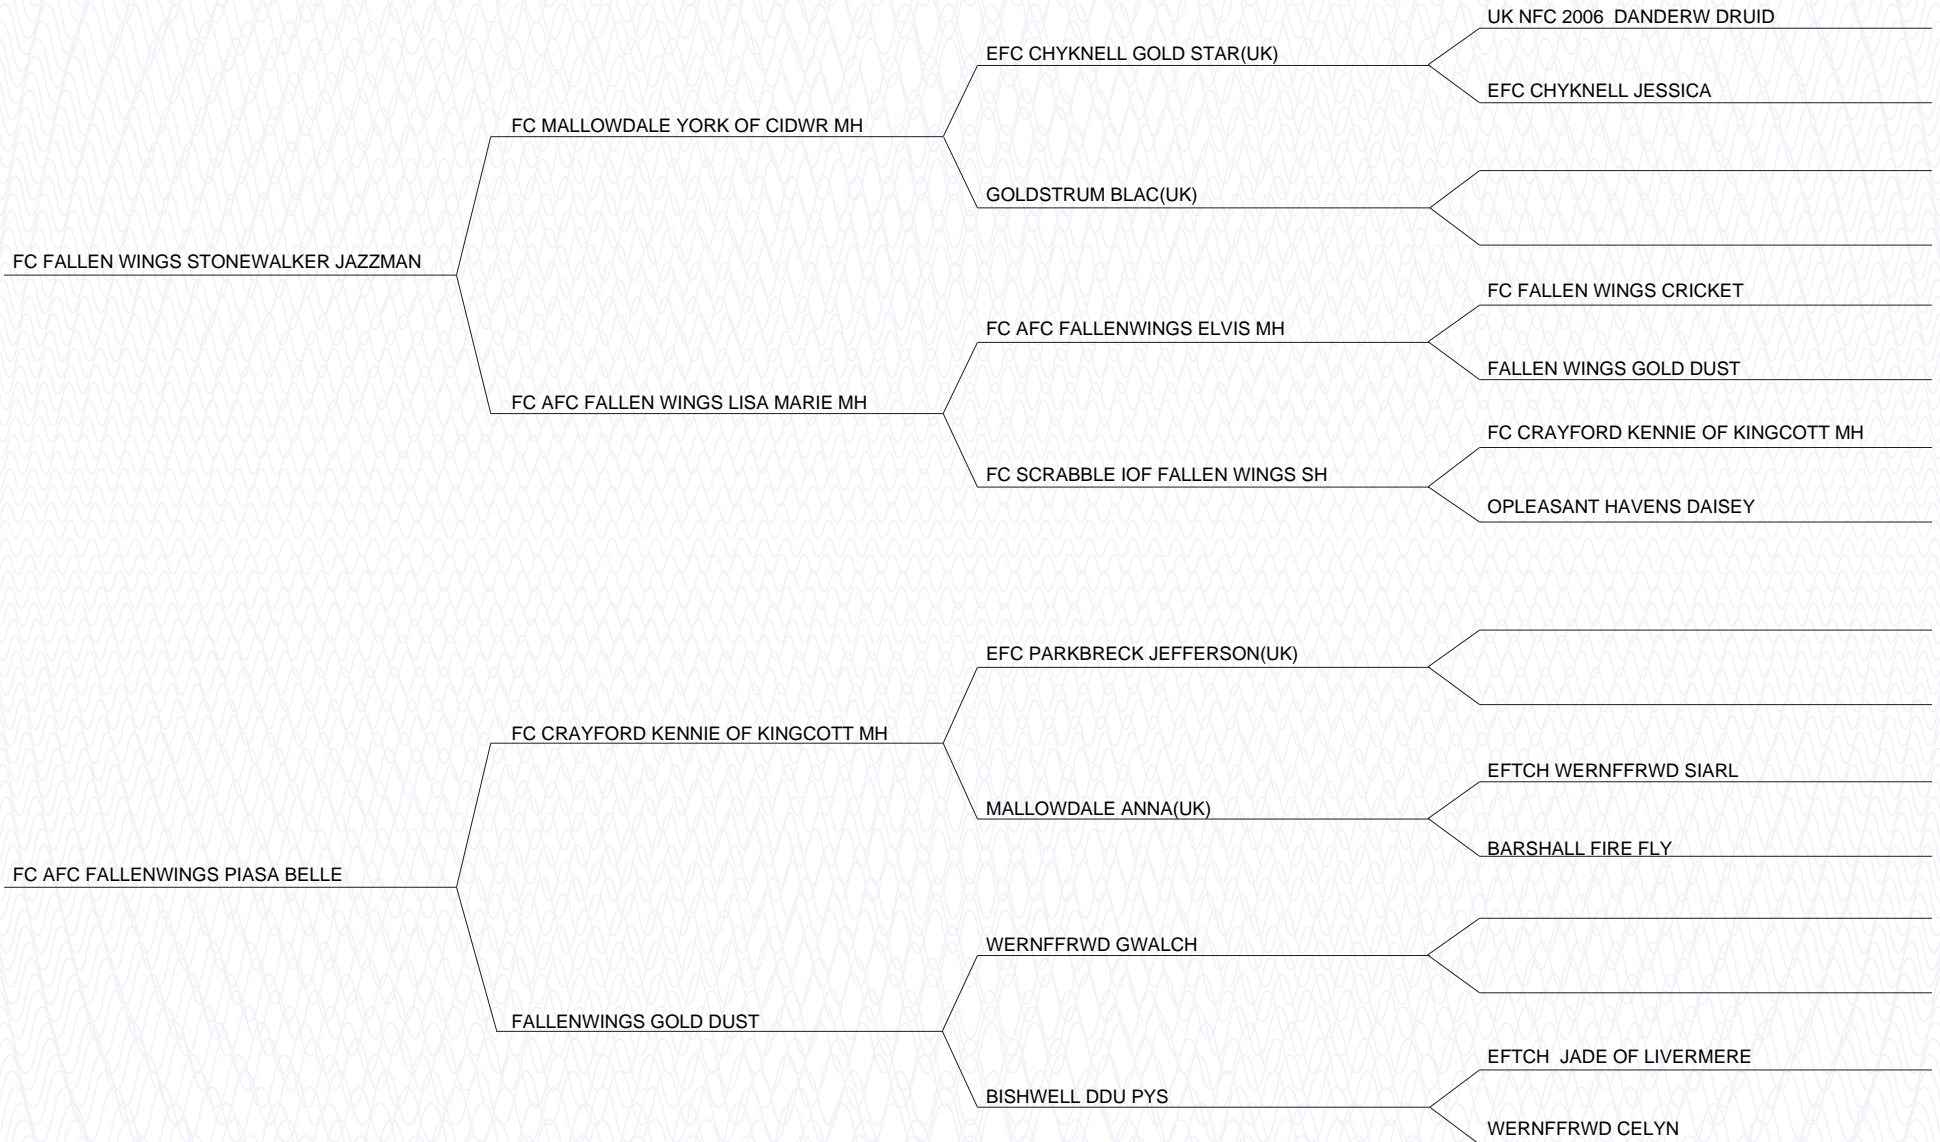 UK NFC 2006  DANDERW DRUID
EFC CHYKNELL GOLD STAR(UK)
EFC CHYKNELL JESSICA
FC MALLOWDALE YORK OF CIDWR MH
GOLDSTRUM BLAC(UK)
FC FALLEN WINGS STONEWALKER JAZZMAN
FC FALLEN WINGS CRICKET
FC AFC FALLENWINGS ELVIS MH
FALLEN WINGS GOLD DUST
FC AFC FALLEN WINGS LISA MARIE MH
FC CRAYFORD KENNIE OF KINGCOTT MH
FC SCRABBLE IOF FALLEN WINGS SH
OPLEASANT HAVENS DAISEY
EFC PARKBRECK JEFFERSON(UK)
FC CRAYFORD KENNIE OF KINGCOTT MH
EFTCH WERNFFRWD SIARL
MALLOWDALE ANNA(UK)
BARSHALL FIRE FLY
FC AFC FALLENWINGS PIASA BELLE
WERNFFRWD GWALCH
FALLENWINGS GOLD DUST
EFTCH  JADE OF LIVERMERE
BISHWELL DDU PYS
WERNFFRWD CELYN